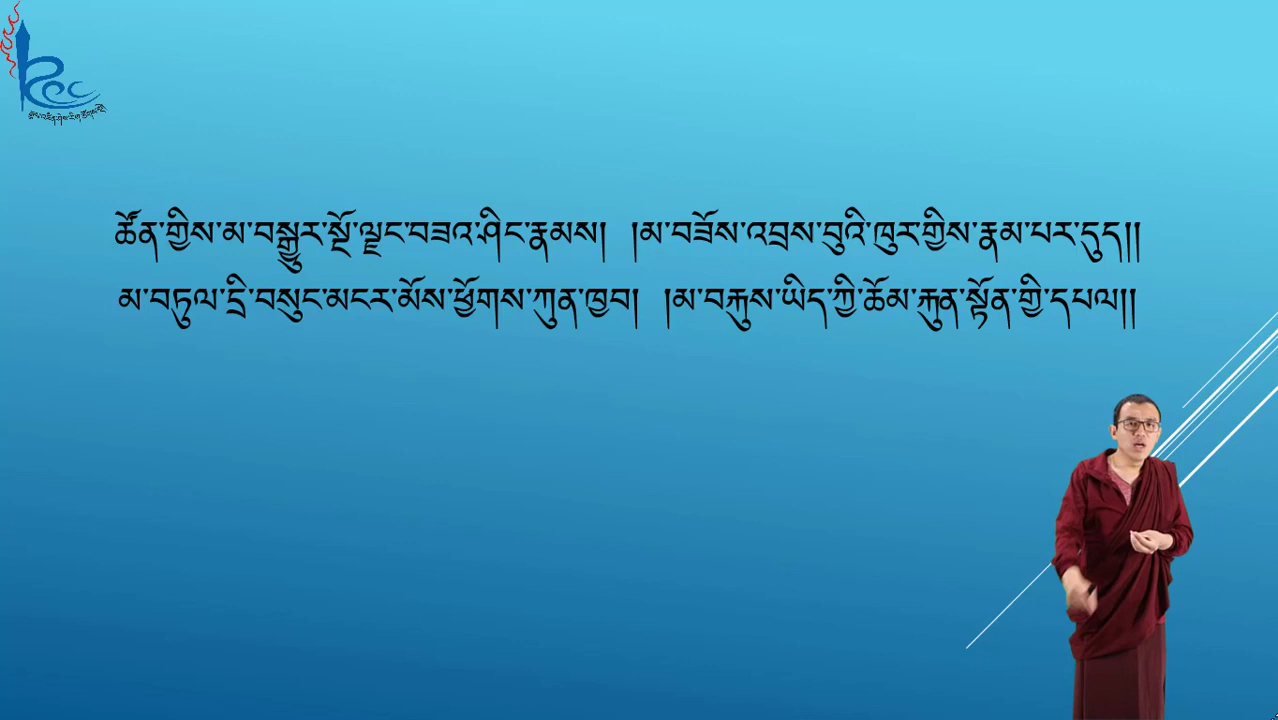 ཚོན་གྱིས་མ་བསྒྱུར་སྔོ་ལྗང་བཟའ་ཤིང་རྣམས། །མ་བཟོས་འབྲས་བུའི་ཁུར་གྱིས་རྣམ་པར་དུད།།
མ་བཏུལ་དྲི་བསུང་མངར་མོས་ཕྱོགས་ཀུན་ཁྱབ། །མ་བརྐུས་ཡིད་ཀྱི་ཆོམ་རྐུན་སྟོན་གྱི་དཔལ།།